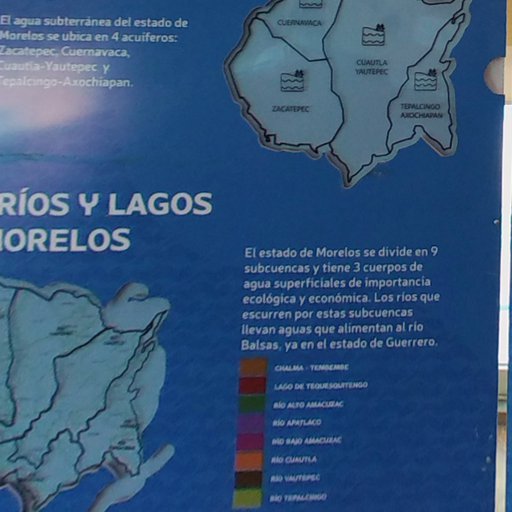 El agua subterránea del estado de
Morelos se ubica en 4 acuíferos:
Zacatepec, Cuernavaca,
Cuautla-Yautepec y
Tepalcingo-Axochiapan.
CUERNAVACA
CUAUTLA
YAUTEPEC
ZACATEPEC
TEPALCINGO
AXOCHIAPAN
RÍOS Y LAGOS
MORELOS
El estado de Morelos se divide en 9
subcuencas y tiene 3 cuerpos de
agua superficiales de importancia
ecológica y económica. Los ríos que
escurren por estas subcuencas
llevan aguas que alimentan al río
Balsas, ya en el estado de Guerrero.
CHALMA - TEMBEMBE
LAGO DE TEQUESQUITENGO
RÍO ALTO AMACUZAC
RÍO APATLACO
RÍO BAJO AMACUZAC
RÍO CUAUTLA
RÍO YAUTEPEC
RÍO TEPALCINGO